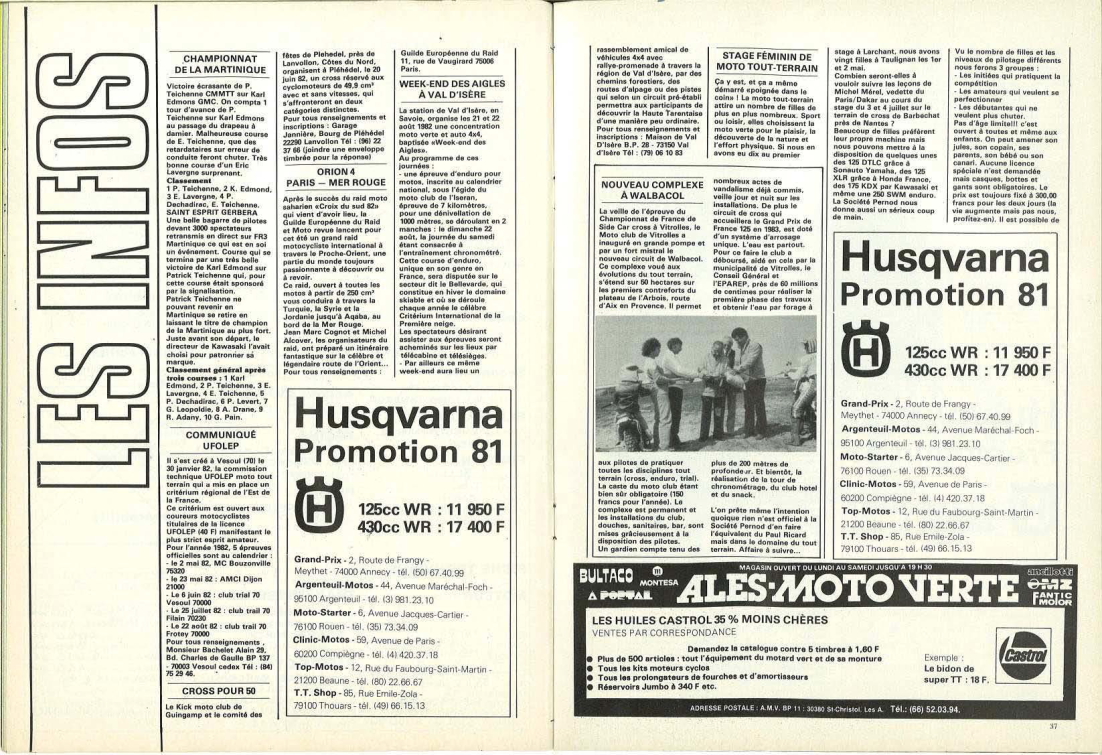 LES INFOS
CHAMPIONNAT
DE LA MARTINIQUE
Victoire écrasante de P.
Teichenne CMMTT sur Karl
Edmons GMC. On compta 1
tour d'avance de P.
Teichenne sur Karl Edmons
au passage du drapeau à
damier. Malheureuse course
de E. Teichenne, que des
retardataires sur erreur de
conduite feront chuter. Très
bonne course d'un Eric
Lavergne surprenant.
Classement
1 P. Teichenne, 2 K. Edmond,
3 E. Lavergne, 4 P.
Dechadirac, E. Teichenne.
SAINT ESPRIT GERBERA
Une belle bagarre de pilotes
devant 3000 spectateurs
retransmis en direct sur FR3
Martinique ce qui est en soi
un événement. Course qui se
termina par une très belle
victoire de Karl Edmond sur
Patrick Teichenne qui, pour
cette course était sponsoré
par la signalisation.
Patrick Teichenne ne
pouvant revenir en
Martinique se retire en
laissant le titre de champion
de la Martinique au plus fort.
Juste avant son départ, le
directeur de Kawasaki l'avait
choisi pour patronner sa
marque.
Classement général après
trois courses : 1 Karl
Edmond, 2 P. Teichenne, 3 E.
Lavergne, 4 E. Teichenne, 5
P. Dechadirac, 6 P. Levert, 7
G. Leopoldie, 8 A. Drane, 9
R. Adany, 10 G. Pain.
COMMUNIQUÉ
UFOLEP
Il s'est créé à Vesoul (70) le
30 janvier 82, la commission
technique UFOLEP moto tout
terrain qui a mis en place un
critérium régional de l'Est de
la France.
Ce critérium est ouvert aux
coureurs motocyclistes
titulaires de la licence
UFOLEP (40 F) manifestant le
plus strict esprit amateur.
Pour l'année 1982, 5 épreuves
officielles sont au calendrier :
- le 2 mai 82, MC Bouzonville
75320
- le 23 mai 82 : AMCI Dijon
21000
- Le 6 juin 82 : club trial 70
Vesoul 70000
- Le 25 juillet 82 : club trail 70
Filain 70230
- Le 22 août 82 : club trail 70
Frotey 70000
Pour tous renseignements ,
Monsieur Bachelet Alain 29,
Bd. Charles de Gaulle BP 137
- 70003 Vesoul cedex Tél : (84)
75 29 46.
CROSS POUR 50
Le Kick moto club de
Guingamp et le comité des
fêtes de Plehedel, près de
Lanvollon, Côtes du Nord,
organisent à Pléhédel, le 20
juin 82, un cross réservé aux
cyclomoteurs de 49,9 cm³
avec et sans vitesses, qui
s'affronteront en deux
catégories distinctes.
Pour tous renseignements et
inscriptions : Garage
Jannière, Bourg de Pléhédel
22290 Lanvollon Tél : (96) 22
37 66 (joindre une enveloppe
timbrée pour la réponse)
ORION 4
PARIS — MER ROUGE
Après le succès du raid moto
saharien «Croix du sud 82»
qui vient d'avoir lieu, la
Guilde Européenne du Raid
et Moto revue lancent pour
cet été un grand raid
motocycliste international à
travers le Proche-Orient, une
partie du monde toujours
passionnante à découvrir ou
à revoir.
Ce raid, ouvert à toutes les
motos à partir de 250 cm³
vous conduira à travers la
Turquie, la Syrie et la
Jordanie jusqu'à Aqaba, au
bord de la Mer Rouge.
Jean Marc Cognot et Michel
Alcover, les organisateurs du
raid, ont préparé un itinéraire
fantastique sur la célèbre et
légendaire route de l'Orient...
Pour tous renseignements :
Guilde Européenne du Raid
11, rue de Vaugirard 75006
Paris.
WEEK-END DES AIGLES
À VAL D'ISÈRE
La station de Val d'Isère, en
Savoie, organise les 21 et 22
août 1982 une concentration
moto verte et auto 4x4,
baptisée «Week-end des
Aigles».
Au programme de ces
journées :
- une épreuve d'enduro pour
motos, inscrite au calendrier
national, sous l'égide du
moto club de l'Iseran,
épreuve de 7 kilomètres,
pour une dénivellation de
1000 mètres, se déroulant en 2
manches : le dimanche 22
août, la journée du samedi
étant consacrée à
l'entraînement chronométré.
Cette course d'enduro,
unique en son genre en
France, sera disputée sur le
secteur dit le Bellevarde, qui
constitue en hiver le domaine
skiable et où se déroule
chaque année le célèbre
Critérium International de la
Première neige.
Les spectateurs désirant
assister aux épreuves seront
acheminés sur les lieux par
télécabine et télésièges.
- Par ailleurs ce même
week-end aura lieu un
Husqvarna
Promotion 81
H
125cc WR : 11 950 F
430cc WR : 17 400 F
Grand-Prix - 2, Route de Frangy -
Meythet - 74000 Annecy - tél. (50) 67.40.99
Argenteuil-Motos - 44, Avenue Maréchal-Foch -
95100 Argenteuil - tél. (3) 981.23.10
Moto-Starter - 6, Avenue Jacques-Cartier -
76100 Rouen - tél. (35) 73.34.09
Clinic-Motos - 59, Avenue de Paris -
60200 Compiègne - tél. (4) 420.37.18
Top-Motos - 12, Rue du Faubourg-Saint-Martin -
21200 Beaune - tél. (80) 22.66.67
T.T. Shop - 85, Rue Emile-Zola -
79100 Thouars - tél. (49) 66.15.13
rassemblement amical de
véhicules 4x4 avec
rallye-promenade à travers la
région de Val d'Isère, par des
chemins forestiers, des
routes d'alpage ou des pistes
qui selon un circuit pré-établi
permettra aux participants de
découvrir la Haute Tarentaise
d'une manière peu ordinaire.
Pour tous renseignements et
inscriptions : Maison de Val
D'Isère B.P. 28 - 73150 Val
d'Isère Tél : (79) 06 10 83
STAGE FÉMININ DE
MOTO TOUT-TERRAIN
Ça y est, et ça a même
démarré «poignée dans le
coin» ! La moto tout-terrain
attire un nombre de filles de
plus en plus nombreux. Sport
ou loisir, elles choisissent la
moto verte pour le plaisir, la
découverte de la nature et
l'effort physique. Si nous en
avons eu dix au premier
stage à Larchant, nous avons
vingt filles à Taulignan les 1er
et 2 mai.
Combien seront-elles à
vouloir suivre les leçons de
Michel Mérel, vedette du
Paris/Dakar au cours du
stage du 3 et 4 juillet sur le
terrain de cross de Barbechat
près de Nantes ?
Beaucoup de filles préfèrent
leur propre machine mais
nous pouvons mettre à la
disposition de quelques unes
des 125 DTLC grâce à
Sonauto Yamaha, des 125
XLR grâce à Honda France,
des 175 KDX par Kawasaki et
même une 250 SWM enduro.
La Société Pernod nous
donne aussi un sérieux coup
de main.
Vu le nombre de filles et les
niveaux de pilotage différents
nous ferons 3 groupes :
- Les initiées qui pratiquent la
compétition
- Les amateurs qui veulent se
perfectionner
- Les débutantes qui ne
veulent plus chuter.
Pas d'âge limite!!! c'est
ouvert à toutes et même aux
enfants. On peut amener son
jules, son copain, ses
parents, son bébé ou son
canari. Aucune licence
spéciale n'est demandée
mais casques, bottes et
gants sont obligatoires. Le
prix est toujours fixé à 300,00
francs pour les deux jours (la
vie augmente mais pas nous,
profitez-en). Il est possible de
NOUVEAU COMPLEXE
À WALBACOL
La veille de l'épreuve du
Championnat de France de
Side Car cross à Vitrolles, le
Moto club de Vitrolles a
inauguré en grande pompe et
par un fort mistral le
nouveau circuit de Walbacol.
Ce complexe voué aux
évolutions du tout terrain,
s'étend sur 50 hectares sur
les premiers contreforts du
plateau de l'Arbois, route
d'Aix en Provence. Il permet
aux pilotes de pratiquer
toutes les disciplines tout
terrain (cross, enduro, trial).
La caste du moto club étant
bien sûr obligatoire (150
francs pour l'année). Le
complexe est permanent et
les installations du club,
douches, sanitaires, bar, sont
mises grâcieusement à la
disposition des pilotes.
Un gardien compte tenu des
nombreux actes de
vandalisme déjà commis,
veille jour et nuit sur les
installations. De plus le
circuit de cross qui
accueillera le Grand Prix de
France 125 en 1983, est doté
d'un système d'arrosage
unique. L'eau est partout.
Pour ce faire le club a
déboursé, aidé en cela par la
municipalité de Vitrolles, le
Conseil Général et
l'EPAREP, près de 60 millions
de centimes pour réaliser la
première phase des travaux
et obtenir l'eau par forage à
plus de 200 mètres de
profondeur. Et bientôt, la
réalisation de la tour de
chronométrage, du club hotel
et du snack.
L'on prête même l'intention
quoique rien n'est officiel à la
Société Pernod d'en faire
l'équivalent du Paul Ricard
mais dans le domaine du tout
terrain. Affaire à suivre...
Husqvarna
Promotion 81
H
125cc WR : 11 950 F
430cc WR : 17 400 F
Grand-Prix - 2, Route de Frangy -
Meythet - 74000 Annecy - tél. (50) 67.40.99
Argenteuil-Motos - 44, Avenue Maréchal-Foch -
95100 Argenteuil - tél. (3) 981.23.10
Moto-Starter - 6, Avenue Jacques-Cartier -
76100 Rouen - tél. (35) 73.34.09
Clinic-Motos - 59, Avenue de Paris -
60200 Compiègne - tél. (4) 420.37.18
Top-Motos - 12, Rue du Faubourg-Saint-Martin -
21200 Beaune - tél. (80) 22.66.67
T.T. Shop - 85, Rue Emile-Zola -
79100 Thouars - tél. (49) 66.15.13
MAGASIN OUVERT DU LUNDI AU SAMEDI JUSQU'A 19 H 30
BULTACO
MONTESA
A PORTAL
ALES-MOTO VERTE
ancillotti
FANTIC
MOTOR
LES HUILES CASTROL 35 % MOINS CHÈRES
VENTES PAR CORRESPONDANCE
Demandez la catalogue contre 5 timbres à 1,60 F
● Plus de 500 articles : tout l'équipement du motard vert et de sa monture
● Tous les kits moteurs cyclos
● Tous les prolongateurs de fourches et d'amortisseurs
● Réservoirs Jumbo à 340 F etc.
Exemple :
Le bidon de
super TT : 18 F.
Castrol
ADRESSE POSTALE : A.M.V. BP 11 : 30380 St-Christol. Les A. Tél.: (66) 52.03.94.
37